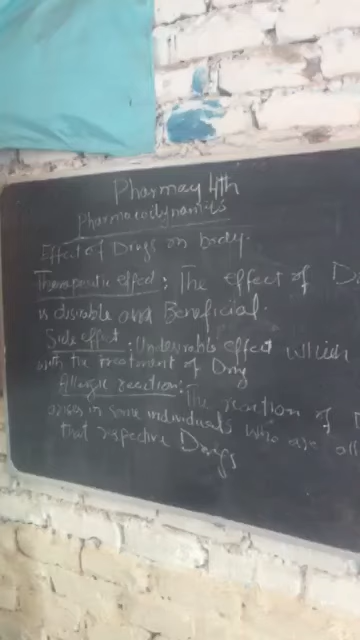 Pharmacy 4th
Pharmacodynamics
Effect of Drugs on body.
Therapeutic effect: The effect of D
is disirable and Beneficial.
Side effect: Undesirable effect which
with the treatment of Drug
Allergic reaction: The reaction of
arises in some individuals who are all
that respective Drugs